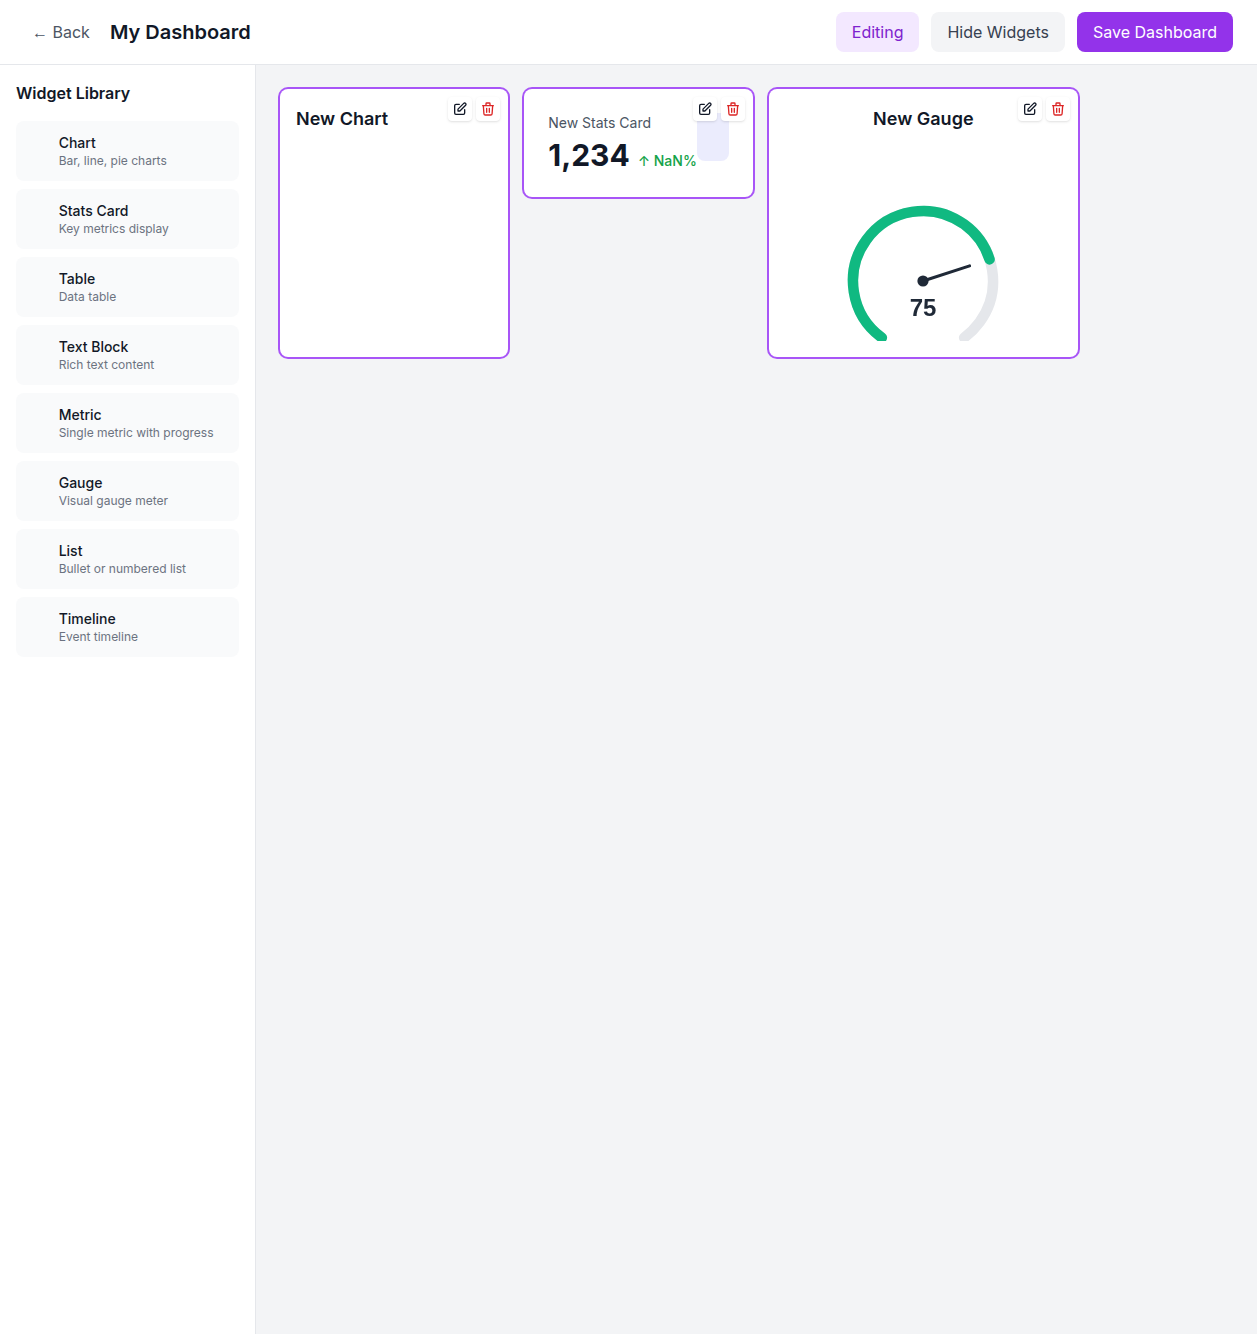 ← Back
My Dashboard
Editing
Hide Widgets
Save Dashboard
Widget Library
Chart
Bar, line, pie charts
Stats Card
Key metrics display
Table
Data table
Text Block
Rich text content
Metric
Single metric with progress
Gauge
Visual gauge meter
List
Bullet or numbered list
Timeline
Event timeline
New Chart
New Stats Card
1,234 ↑ NaN%
New Gauge
75